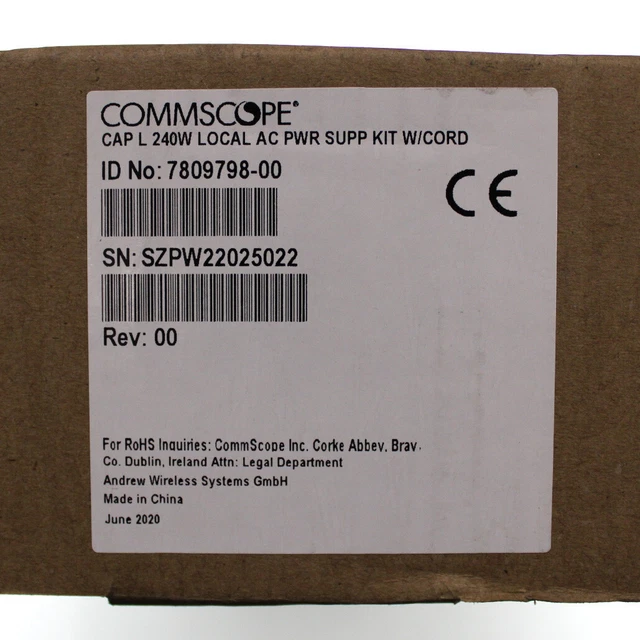 COMMSCOPE®
CAP L 240W LOCAL AC PWR SUPP KIT W/CORD
ID No: 7809798-00
CE
SN: SZPW22025022
Rev: 00
For RoHS Inquiries: CommScope Inc. Corke Abbey, Bray,
Co. Dublin, Ireland Attn: Legal Department
Andrew Wireless Systems GmbH
Made in China
June 2020